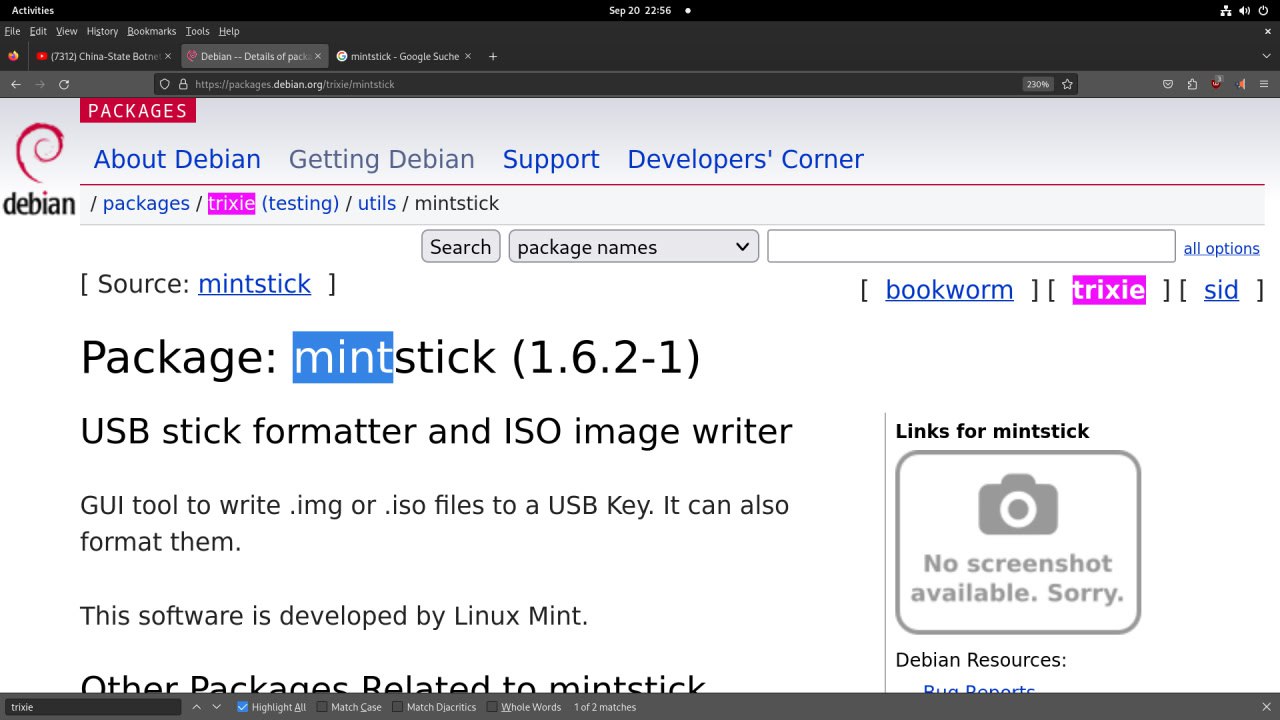 Activities
Sep 20 22:56
File Edit View History Bookmarks Tools Help
(7312) China-State Botnet
Debian -- Details of packa
mintstick - Google Suche
https://packages.debian.org/trixie/mintstick
230%
3
PACKAGES
debian
About Debian Getting Debian Support Developers' Corner
/ packages / trixie (testing) / utils / mintstick
Search package names all options
[ Source: mintstick ]
[ bookworm ] [ trixie ] [ sid ]
Package: mintstick (1.6.2-1)
USB stick formatter and ISO image writer
GUI tool to write .img or .iso files to a USB Key. It can also
format them.
This software is developed by Linux Mint.
Other Packages Related to mintstick
Links for mintstick
No screenshot
available. Sorry.
Debian Resources:
Bug Reports
trixie Highlight All Match Case Match Diacritics Whole Words 1 of 2 matches